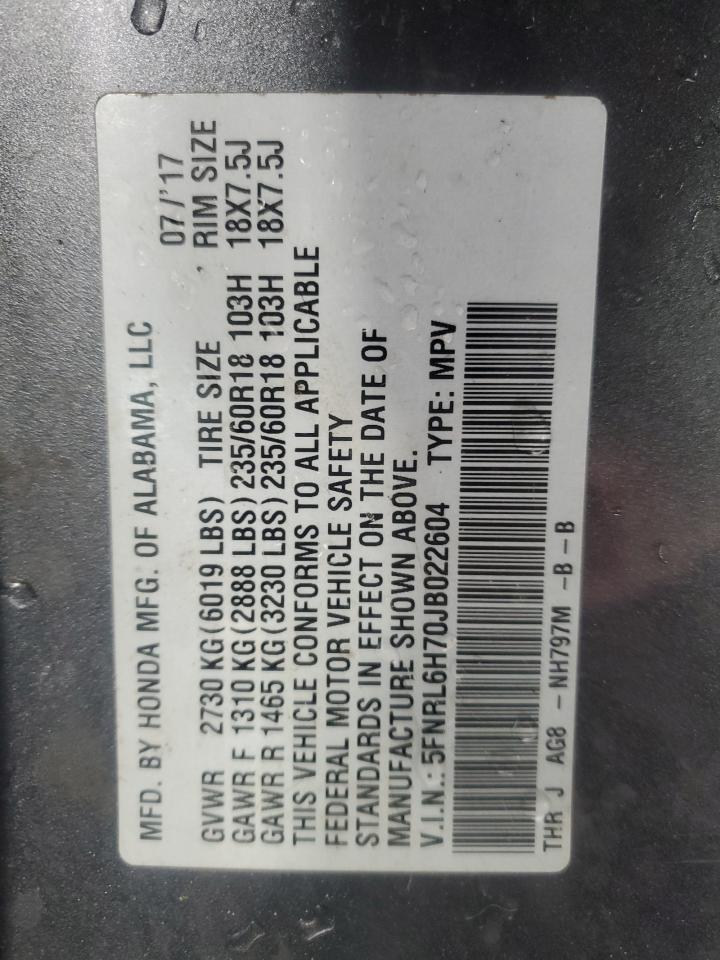 MFD. BY HONDA MFG. OF ALABAMA, LLC
07/'17
GVWR 2730 KG(6019 LBS) TIRE SIZE RIM SIZE
GAWR F 1310 KG(2888 LBS)235/60R18 103H 18X7.5J
GAWR R 1465 KG(3230 LBS)235/60R18 103H 18X7.5J
THIS VEHICLE CONFORMS TO ALL APPLICABLE
FEDERAL MOTOR VEHICLE SAFETY
STANDARDS IN EFFECT ON THE DATE OF
MANUFACTURE SHOWN ABOVE.
V.I.N.: 5FNRL6H70JB022604 TYPE: MPV
THR J AG8 - NH797M -B-B